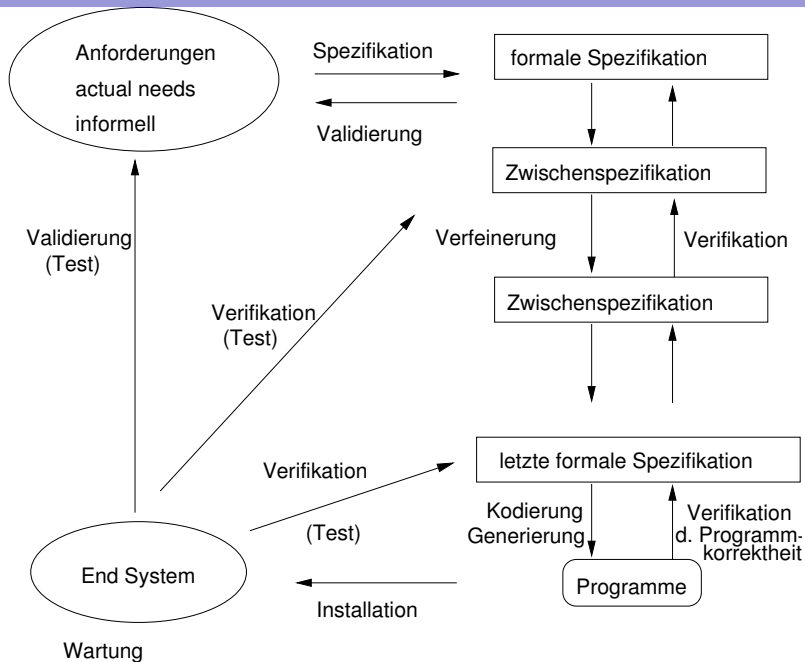 Anforderungen
actual needs
informell
Spezifikation
Validierung
formale Spezifikation
Zwischenspezifikation
Verfeinerung
Verifikation
Zwischenspezifikation
Validierung
(Test)
Verifikation
(Test)
letzte formale Spezifikation
Verifikation
(Test)
Kodierung
Generierung
Verifikation
d. Programm-
korrektheit
Programme
End System
Installation
Wartung